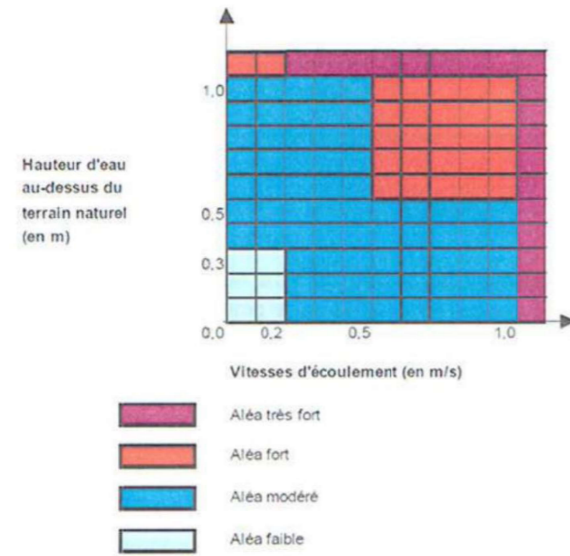 1,0
Hauteur d'eau
au-dessus du
terrain naturel
(en m)
0,5
0,3
0,0 0,2 0,5 1,0
Vitesses d'écoulement (en m/s)
Aléa très fort
Aléa fort
Aléa modéré
Aléa faible